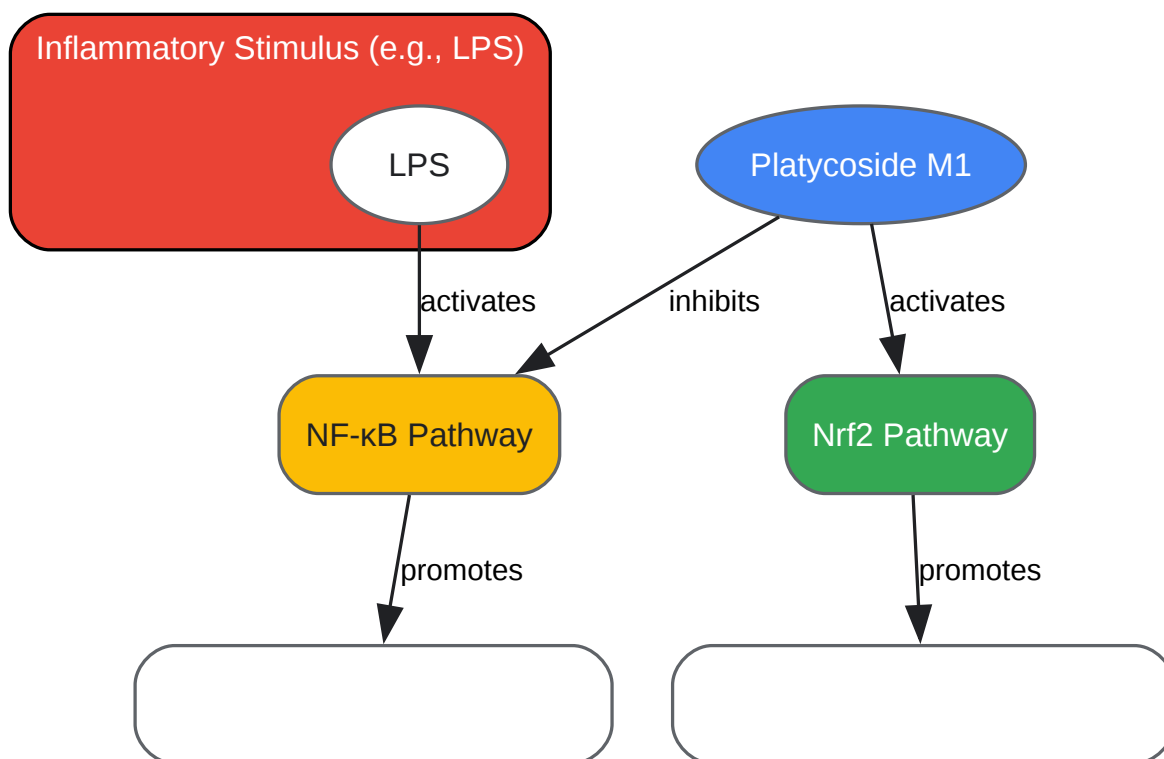 Inflammatory Stimulus (e.g., LPS)
LPS
Platycoside M1
activates
inhibits
activates
NF-κB Pathway
Nrf2 Pathway
promotes
promotes